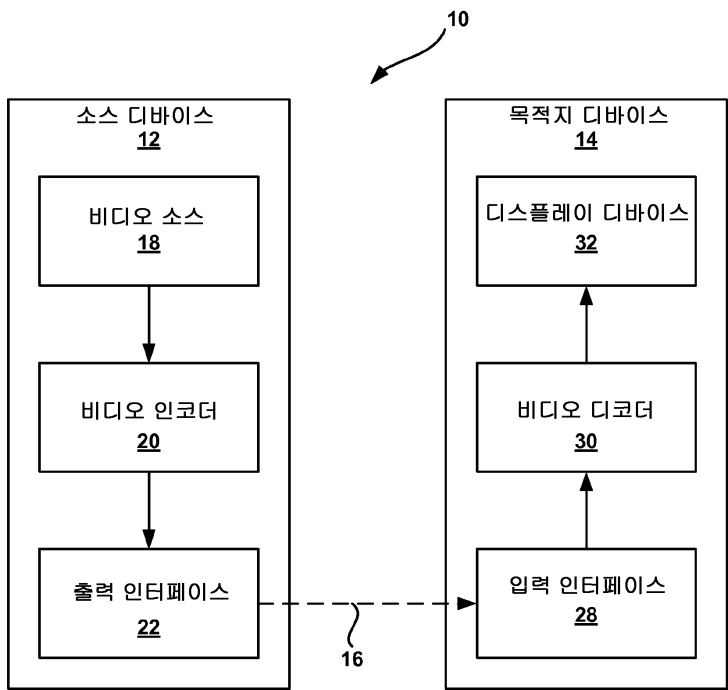 10
소스 디바이스
12
비디오 소스
18
비디오 인코더
20
출력 인터페이스
22
16
목적지 디바이스
14
디스플레이 디바이스
32
비디오 디코더
30
입력 인터페이스
28